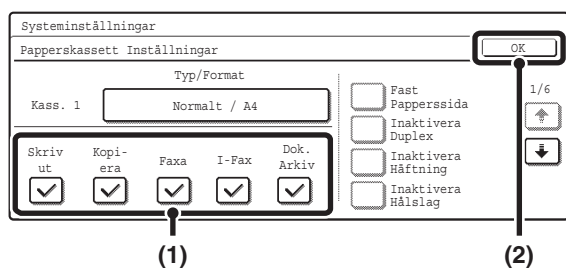 Systeminställningar
Papperskassett Inställningar
OK
Typ/Format
Kass. 1
Normalt / A4
Skriv ut
Kopi-
era
Faxa
I-Fax
Dok.
Arkiv
Fast
Papperssida
Inaktivera
Duplex
Inaktivera
Häftning
Inaktivera
Hålslag
1/6
(1)
(2)